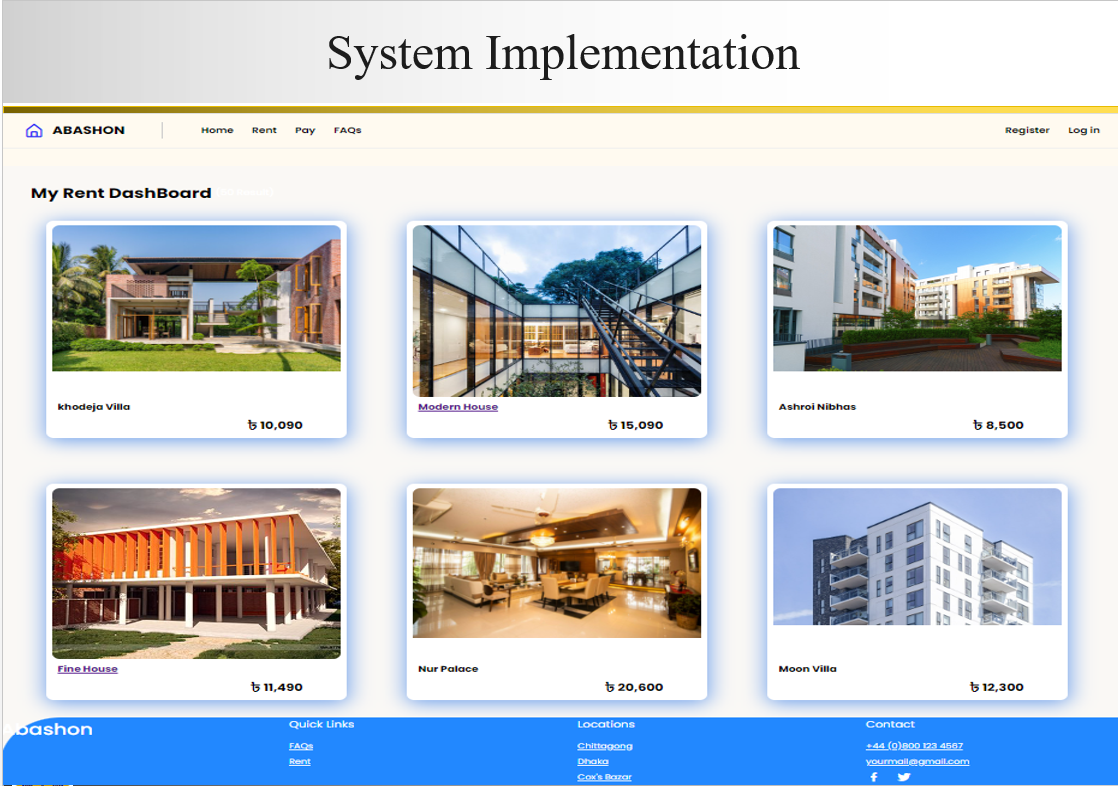 System Implementation
ABASHON Home Rent Pay FAQs Register Log in
My Rent DashBoard
khodeja Villa
৳ 10,090
Modern House
৳ 15,090
Ashroi Nibhas
৳ 8,500
Fine House
৳ 11,490
Nur Palace
৳ 20,600
Moon Villa
৳ 12,300
Abashon
Quick Links
FAQs
Rent
Locations
Chittagong
Dhaka
Cox's Bazar
Contact
+44 (0)800 123 4567
yourmail@gmail.com